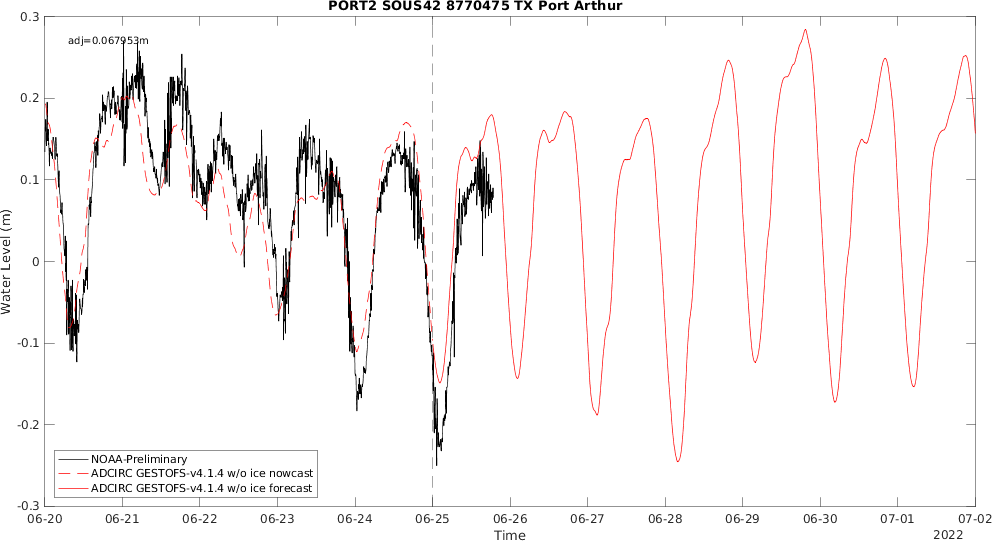 PORT2 SOUS42 8770475 TX Port Arthur
adj=0.067953m
0.3
0.2
0.1
0
-0.1
-0.2
-0.3
Water Level (m)
NOAA-Preliminary
ADCIRC GESTOFS-v4.1.4 w/o ice nowcast
ADCIRC GESTOFS-v4.1.4 w/o ice forecast
06-20 06-21 06-22 06-23 06-24 06-25 06-26 06-27 06-28 06-29 06-30 07-01 07-02
Time
2022